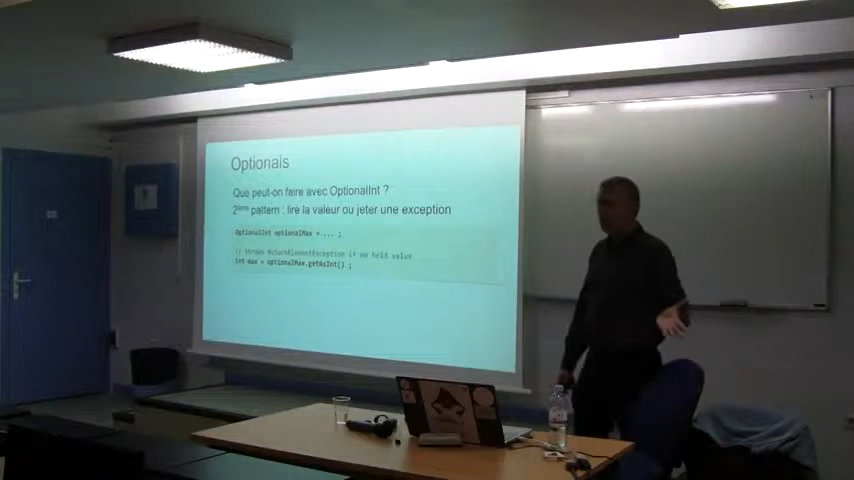 Optionals
Que peut-on faire avec OptionalInt ?
2ème pattern : lire la valeur ou jeter une exception
OptionalInt optionalMax = ... ;
// throws NoSuchElementException if no held value
int max = optionalMax.getAsInt() ;